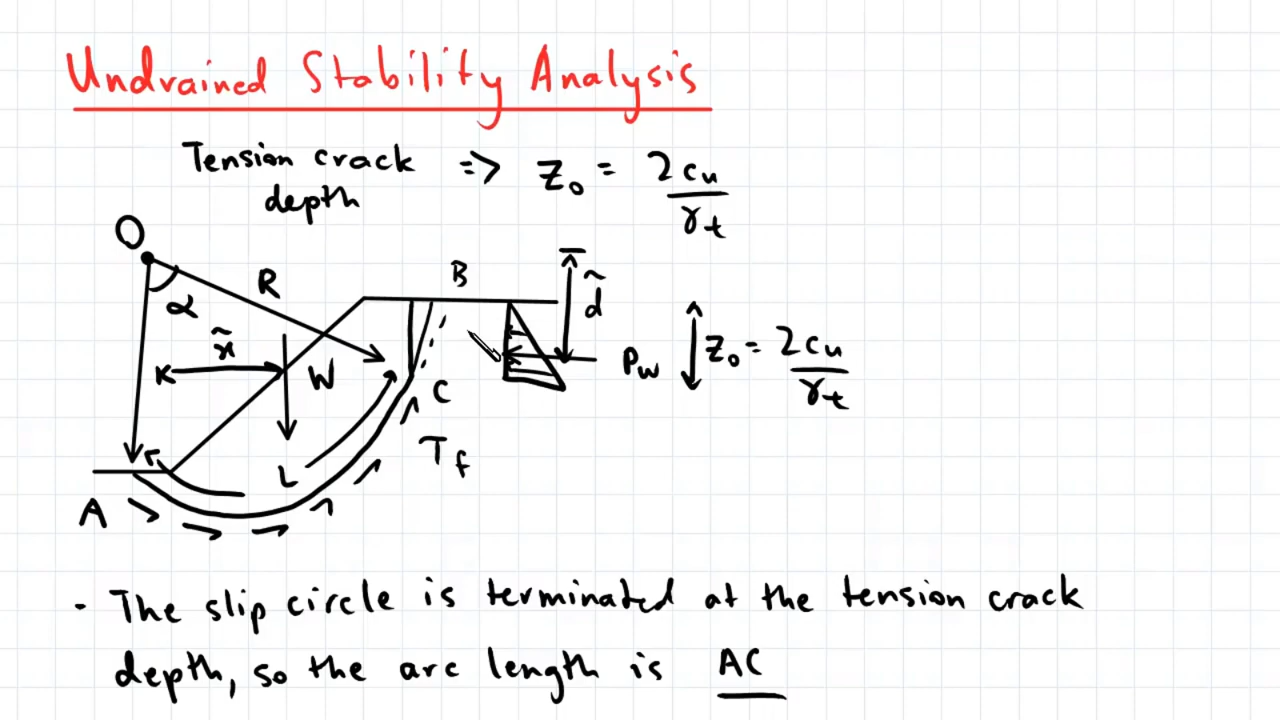 Undrained Stability Analysis
Tension crack depth => z₀ = 2cu / γt
O
α
R
B
d̃
x̃
W
C
Pw
z₀ = 2cu / γt
L
Tf
A
· The slip circle is terminated at the tension crack
depth, so the arc length is AC